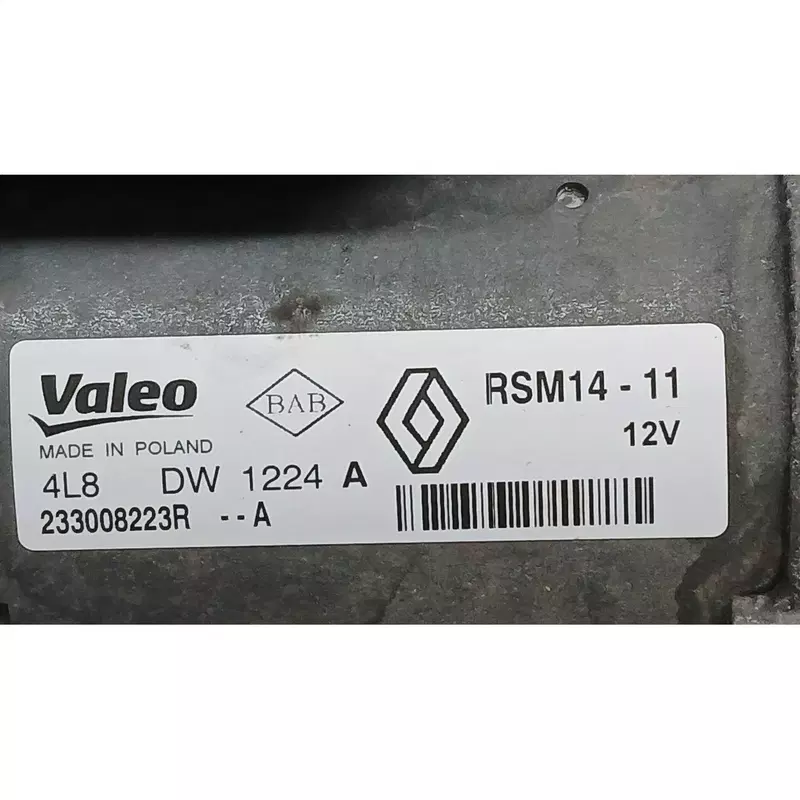 Valeo
BAB
RSM14 - 11
MADE IN POLAND
12V
4L8 DW 1224 A
233008223R --A